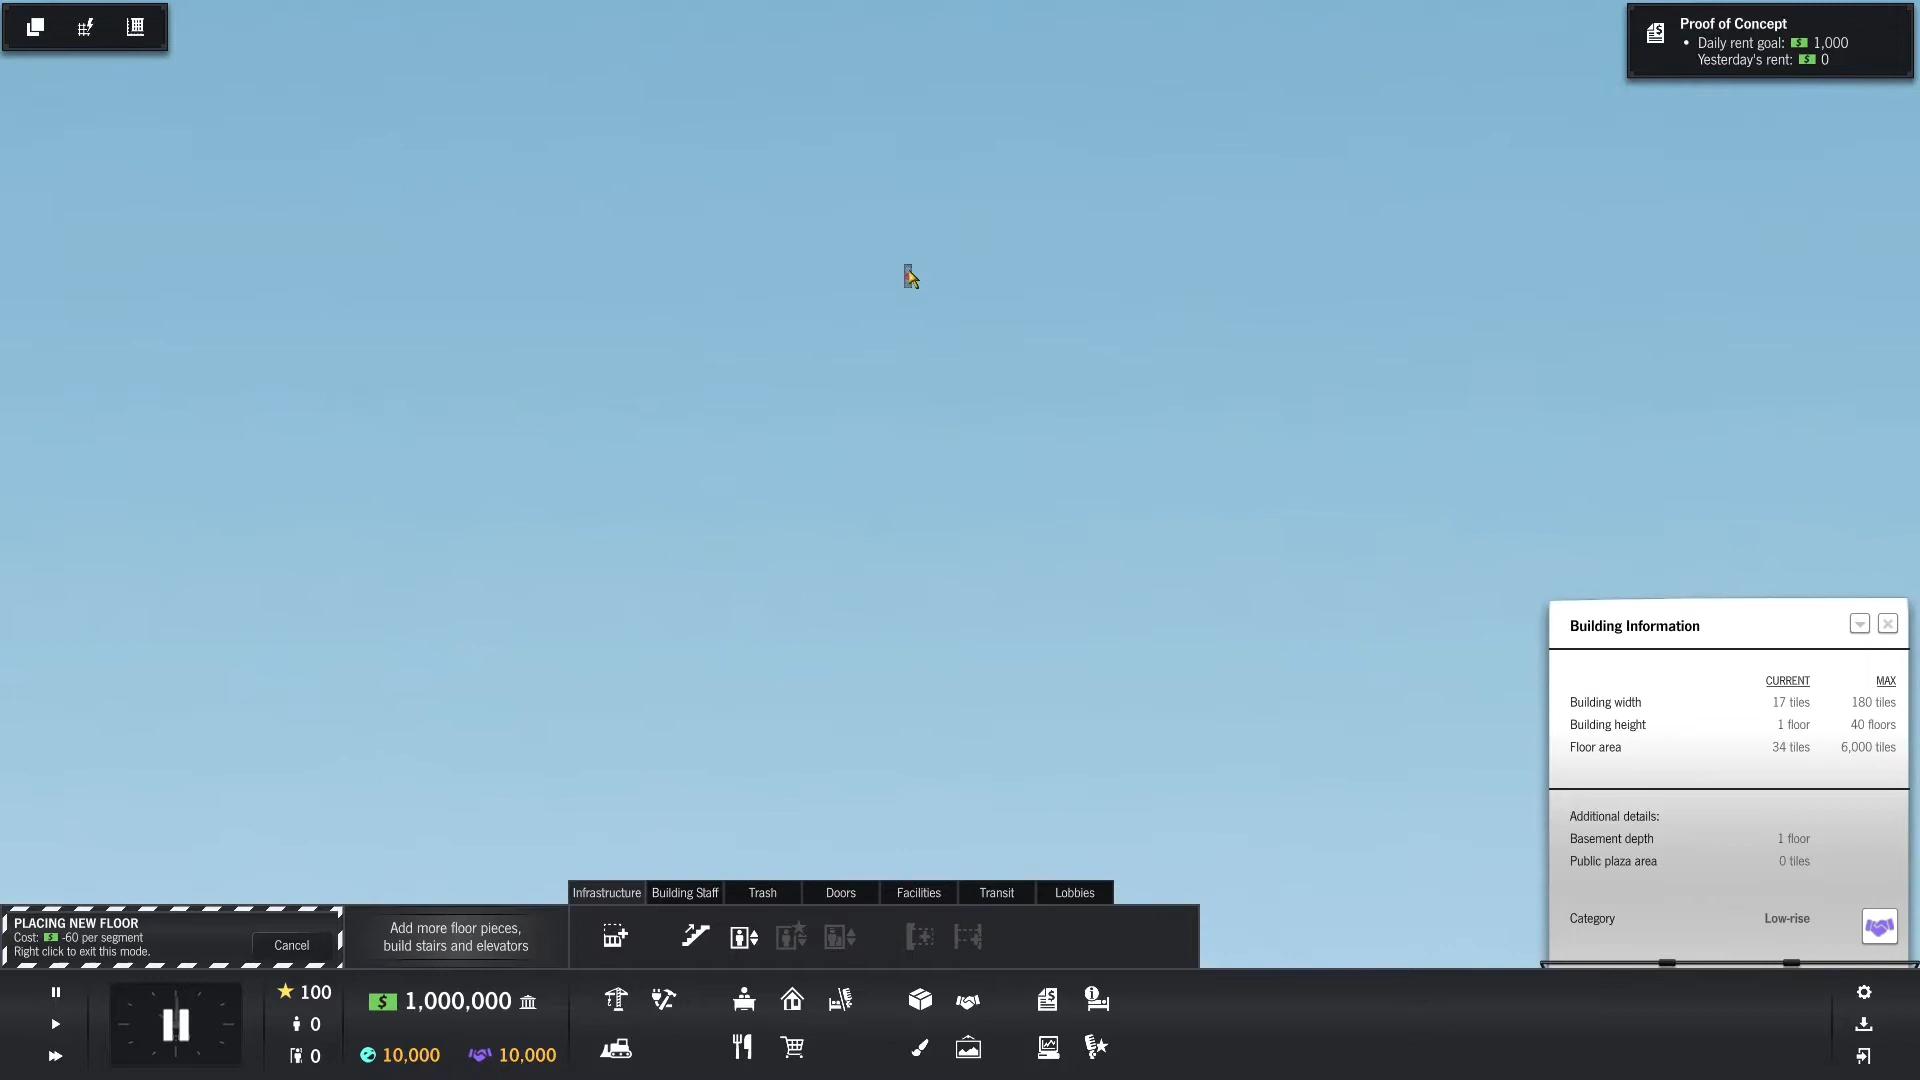 Proof of Concept
• Daily rent goal: $ 1,000
Yesterday's rent: $ 0
Building Information
CURRENT MAX
Building width 17 tiles 180 tiles
Building height 1 floor 40 floors
Floor area 34 tiles 6,000 tiles
Additional details:
Basement depth 1 floor
Public plaza area 0 tiles
Category Low-rise
Infrastructure Building Staff Trash Doors Facilities Transit Lobbies
PLACING NEW FLOOR
Cost: $ -60 per segment
Right click to exit this mode.
Cancel
Add more floor pieces,
build stairs and elevators
100
0
0
$ 1,000,000
10,000 10,000